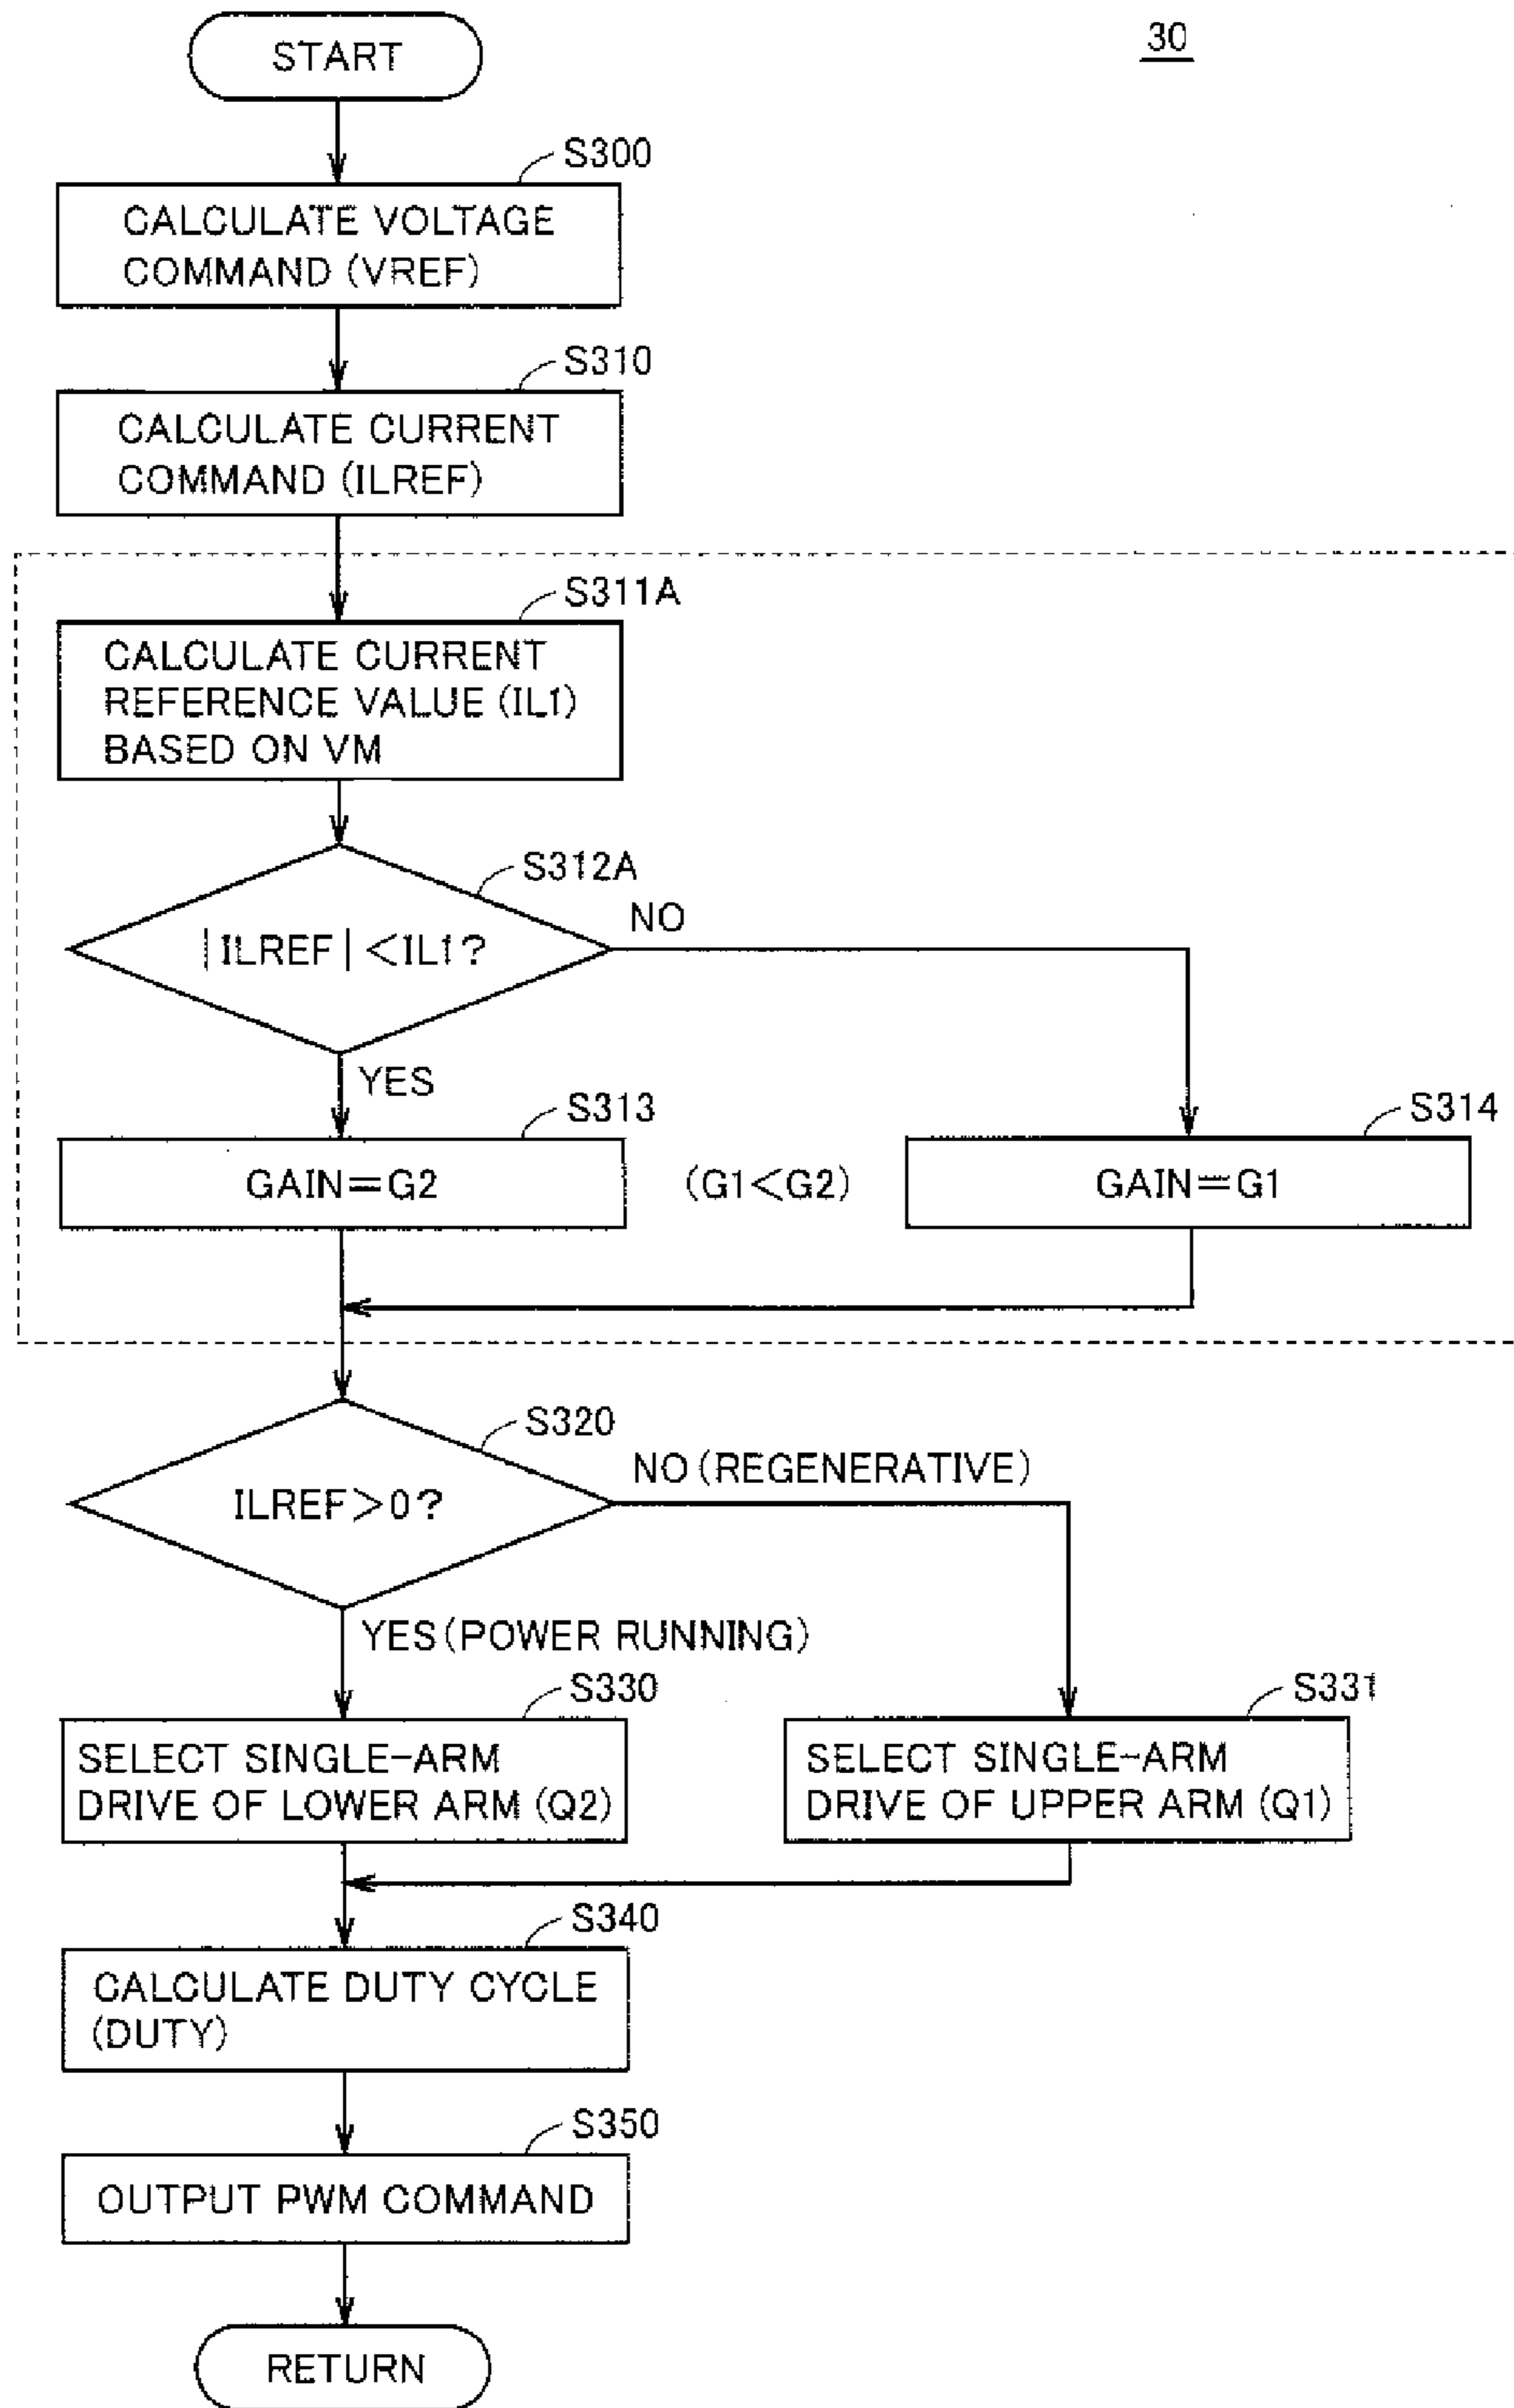 START
30
S300
CALCULATE VOLTAGE
COMMAND (VREF)
S310
CALCULATE CURRENT
COMMAND (ILREF)
S311A
CALCULATE CURRENT
REFERENCE VALUE (IL1)
BASED ON VM
S312A
|ILREF|<IL1?
NO
YES
S313
GAIN=G2
(G1<G2)
S314
GAIN=G1
S320
ILREF>0?
NO (REGENERATIVE)
YES (POWER RUNNING)
S330
SELECT SINGLE-ARM
DRIVE OF LOWER ARM (Q2)
S331
SELECT SINGLE-ARM
DRIVE OF UPPER ARM (Q1)
S340
CALCULATE DUTY CYCLE
(DUTY)
S350
OUTPUT PWM COMMAND
RETURN